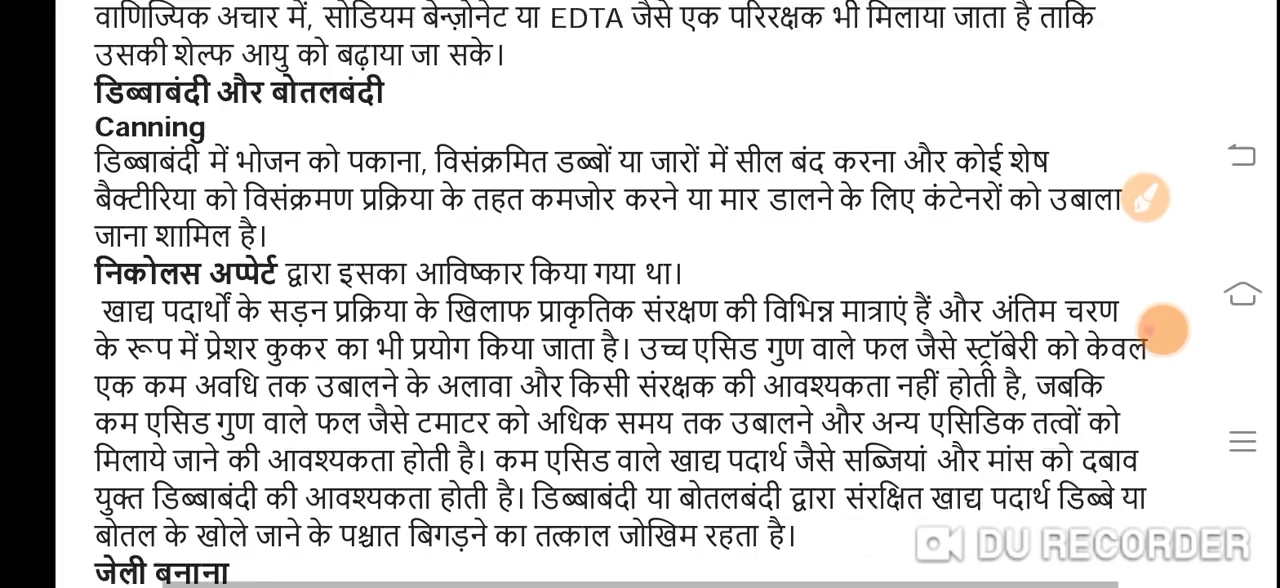 वाणिज्यिक अचार में, सोडियम बेन्ज़ोनेट या EDTA जैसे एक परिरक्षक भी मिलाया जाता है ताकि
उसकी शेल्फ आयु को बढ़ाया जा सके।
डिब्बाबंदी और बोतलबंदी
Canning
डिब्बाबंदी में भोजन को पकाना, विसंक्रमित डब्बों या जारों में सील बंद करना और कोई शेष
बैक्टीरिया को विसंक्रमण प्रक्रिया के तहत कमजोर करने या मार डालने के लिए कंटेनरों को उबाला
जाना शामिल है।
निकोलस अप्पेर्ट द्वारा इसका आविष्कार किया गया था।
खाद्य पदार्थों के सड़न प्रक्रिया के खिलाफ प्राकृतिक संरक्षण की विभिन्न मात्राएं हैं और अंतिम चरण
के रूप में प्रेशर कुकर का भी प्रयोग किया जाता है। उच्च एसिड गुण वाले फल जैसे स्ट्रॉबेरी को केवल
एक कम अवधि तक उबालने के अलावा और किसी संरक्षक की आवश्यकता नहीं होती है, जबकि
कम एसिड गुण वाले फल जैसे टमाटर को अधिक समय तक उबालने और अन्य एसिडिक तत्वों को
मिलाये जाने की आवश्यकता होती है। कम एसिड वाले खाद्य पदार्थ जैसे सब्जियां और मांस को दबाव
युक्त डिब्बाबंदी की आवश्यकता होती है। डिब्बाबंदी या बोतलबंदी द्वारा संरक्षित खाद्य पदार्थ डिब्बे या
बोतल के खोले जाने के पश्चात बिगड़ने का तत्काल जोखिम रहता है।
DU RECORDER
जेली बनाना